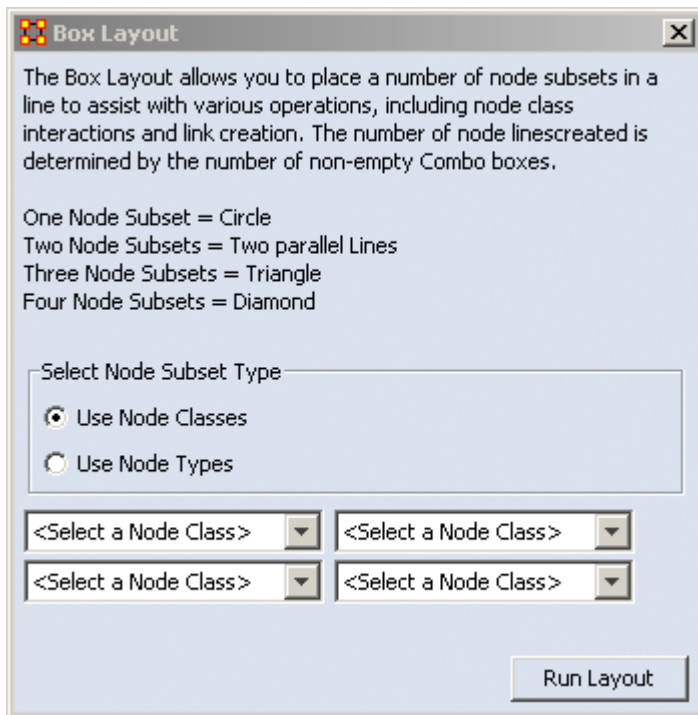 Box Layout
The Box Layout allows you to place a number of node subsets in a
line to assist with various operations, including node class
interactions and link creation. The number of node linescreated is
determined by the number of non-empty Combo boxes.
One Node Subset = Circle
Two Node Subsets = Two parallel Lines
Three Node Subsets = Triangle
Four Node Subsets = Diamond
Select Node Subset Type
Use Node Classes
Use Node Types
<Select a Node Class> <Select a Node Class>
<Select a Node Class> <Select a Node Class>
Run Layout